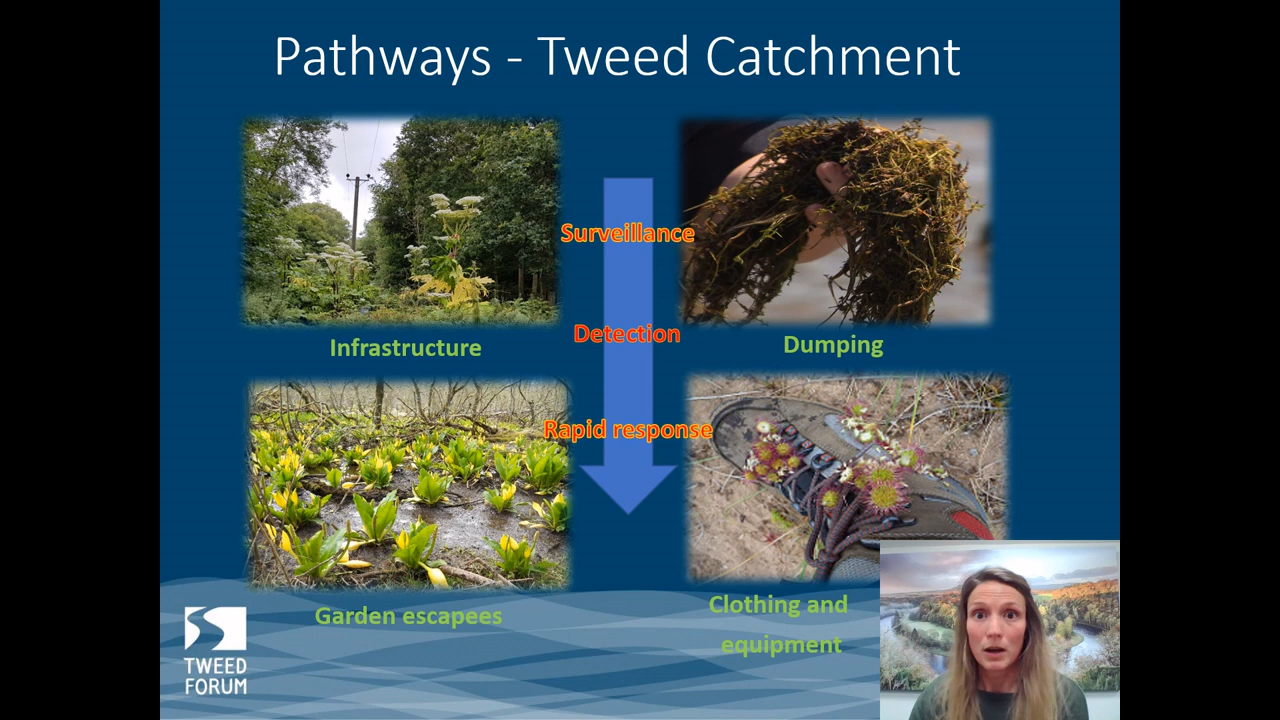 Pathways - Tweed Catchment
Surveillance
Detection
Infrastructure
Dumping
Rapid response
Garden escapees
Clothing and
equipment
TWEED
FORUM